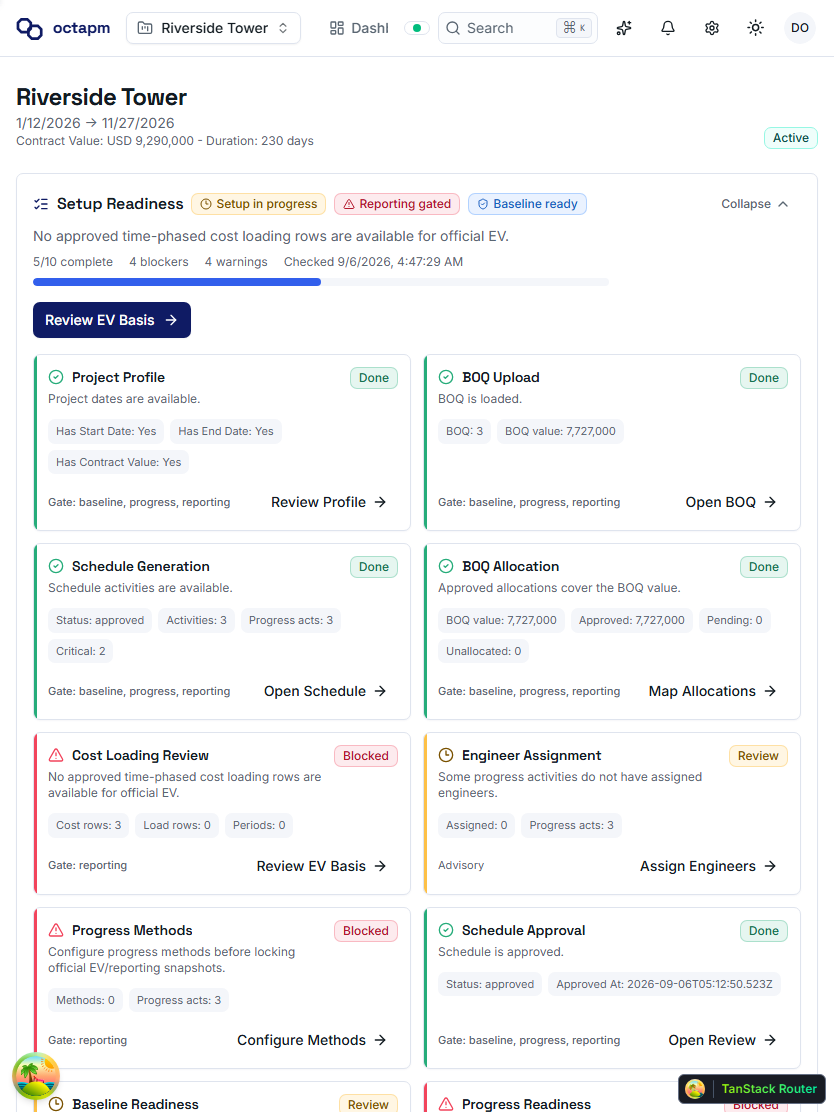 octapm
Riverside Tower
Dashl
Search
⌘ K
DO
Riverside Tower
1/12/2026 → 11/27/2026
Contract Value: USD 9,290,000 - Duration: 230 days
Active
Setup Readiness
Setup in progress
Reporting gated
Baseline ready
Collapse
No approved time-phased cost loading rows are available for official EV.
5/10 complete 4 blockers 4 warnings Checked 9/6/2026, 4:47:29 AM
Review EV Basis →
Project Profile
Done
Project dates are available.
Has Start Date: Yes
Has End Date: Yes
Has Contract Value: Yes
Gate: baseline, progress, reporting
Review Profile →
BOQ Upload
Done
BOQ is loaded.
BOQ: 3
BOQ value: 7,727,000
Gate: baseline, progress, reporting
Open BOQ →
Schedule Generation
Done
Schedule activities are available.
Status: approved
Activities: 3
Progress acts: 3
Critical: 2
Gate: baseline, progress, reporting
Open Schedule →
BOQ Allocation
Done
Approved allocations cover the BOQ value.
BOQ value: 7,727,000
Approved: 7,727,000
Pending: 0
Unallocated: 0
Gate: baseline, progress, reporting
Map Allocations →
Cost Loading Review
Blocked
No approved time-phased cost loading rows are
available for official EV.
Cost rows: 3
Load rows: 0
Periods: 0
Gate: reporting
Review EV Basis →
Engineer Assignment
Review
Some progress activities do not have assigned
engineers.
Assigned: 0
Progress acts: 3
Advisory
Assign Engineers →
Progress Methods
Blocked
Configure progress methods before locking
official EV/reporting snapshots.
Methods: 0
Progress acts: 3
Gate: reporting
Configure Methods →
Schedule Approval
Done
Schedule is approved.
Status: approved
Approved At: 2026-09-06T05:12:50.523Z
Gate: baseline, progress, reporting
Open Review →
Baseline Readiness
Review
Progress Readiness
Blocked
TanStack Router